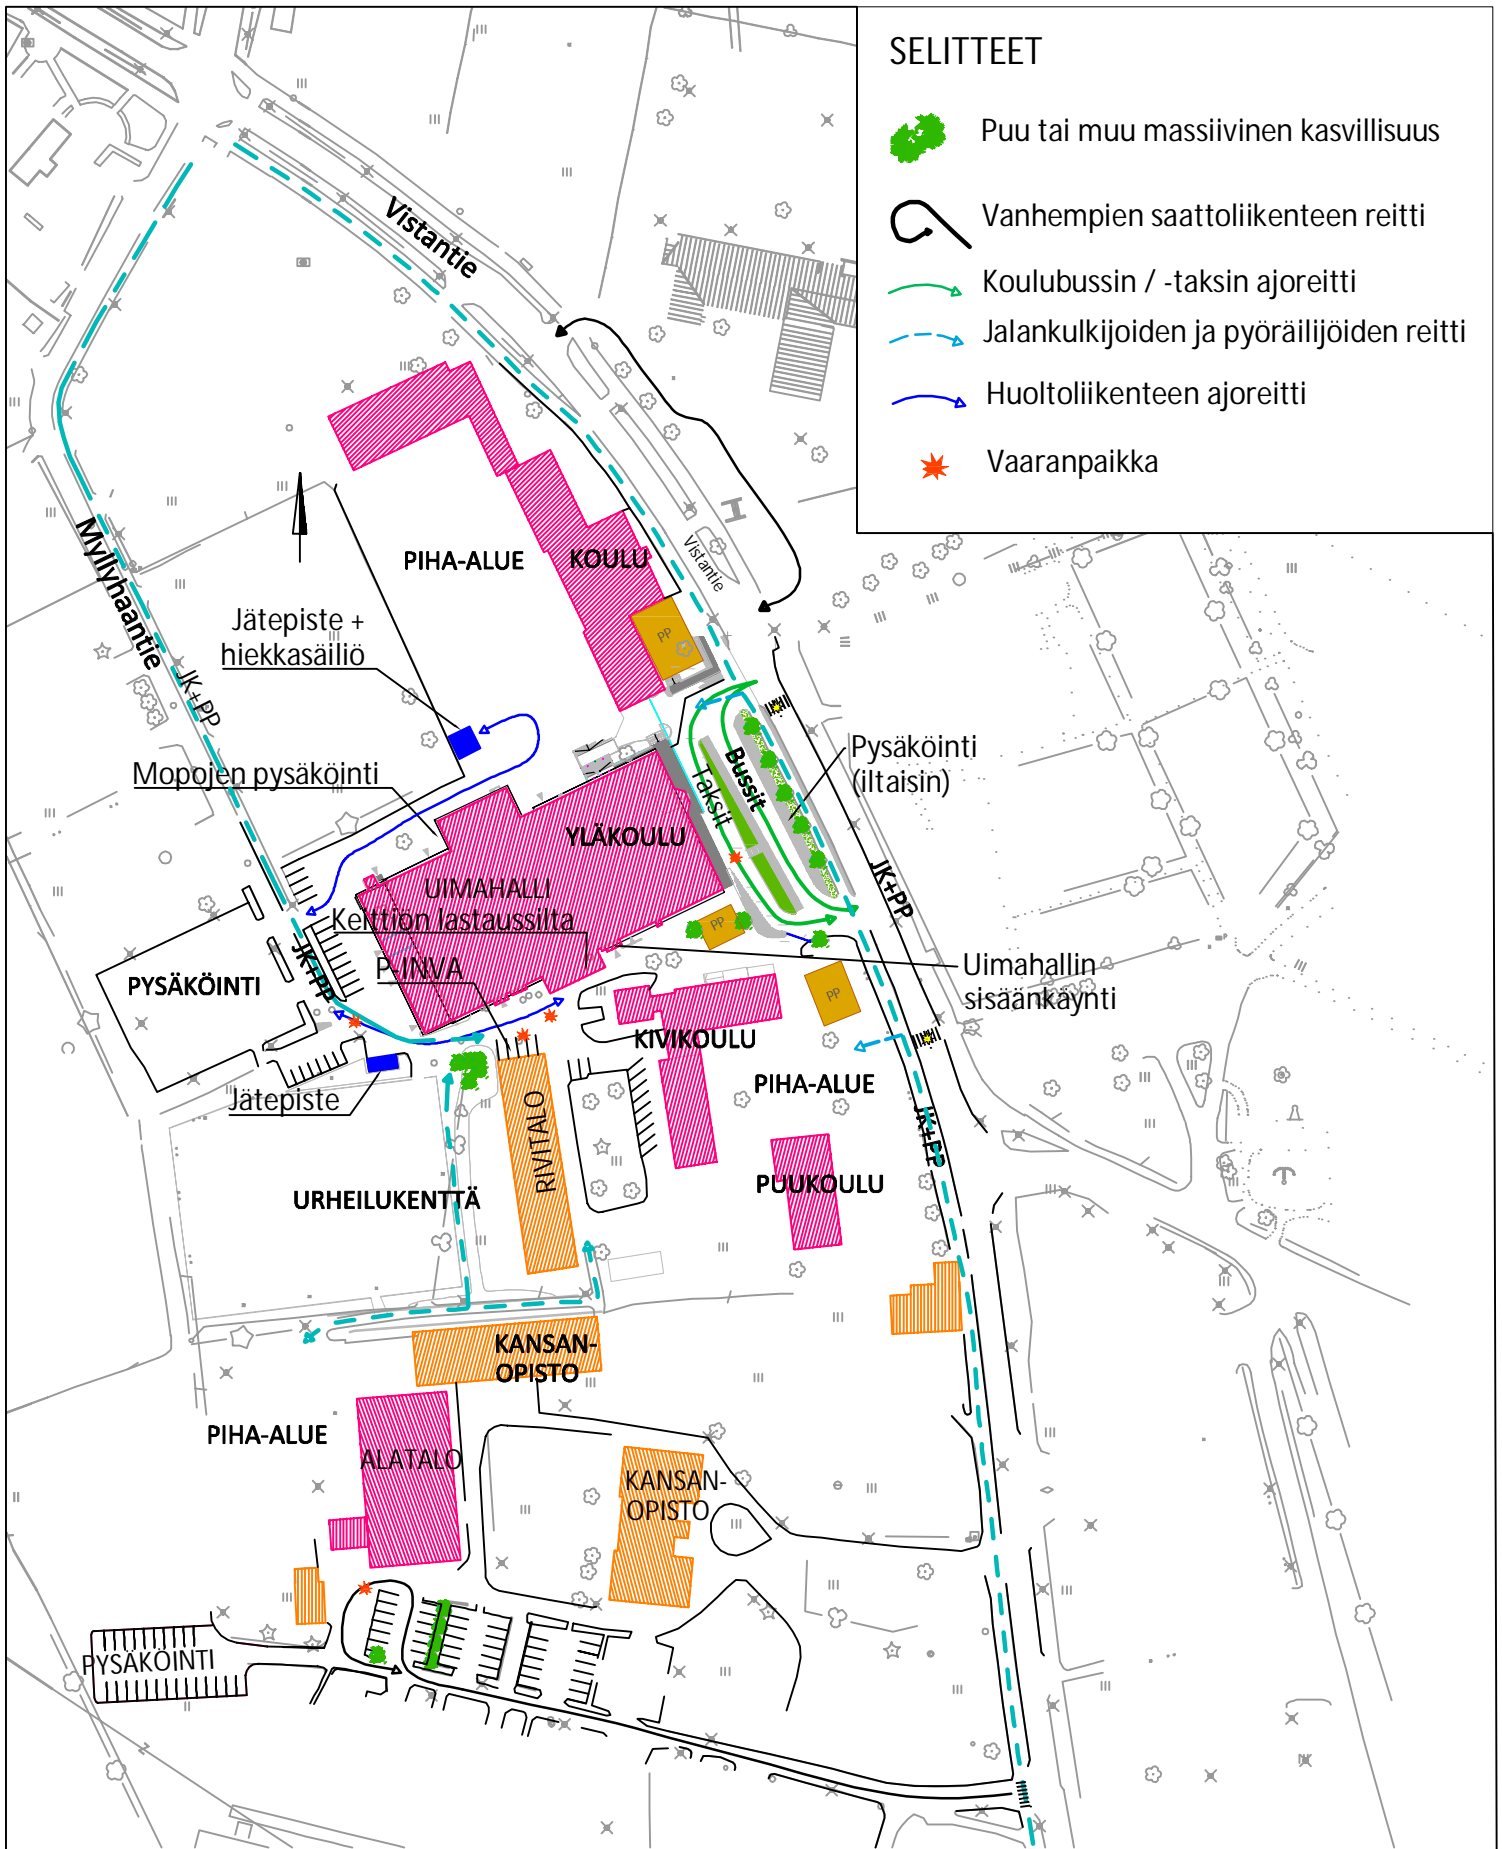 SELITTEET
Puu tai muu massiivinen kasvillisuus
Vanhempien saattoliikenteen reitti
Koulubussin / -taksin ajoreitti
Jalankulkijoiden ja pyöräilijöiden reitti
Huoltoliikenteen ajoreitti
Vaaranpaikka
Vistantie
Vistantie
Myllyhaantie
JK+PP
PIHA-ALUE
KOULU
PP
Jätepiste +
hiekkasäiliö
Mopojen pysäköinti
Taksit
Bussit
Pysäköinti
(iltaisin)
YLÄKOULU
UIMAHALLI
Keittiön lastaussilta
P-INVA
JK+PP
PP
JK+PP
PYSÄKÖINTI
JK+PP
Uimahallin
sisäänkäynti
PP
KIVIKOULU
PIHA-ALUE
Jätepiste
RIVITALO
URHEILUKENTTÄ
PUUKOULU
KANSAN-
OPISTO
PIHA-ALUE
ALATALO
KANSAN-
OPISTO
PYSÄKÖINTI